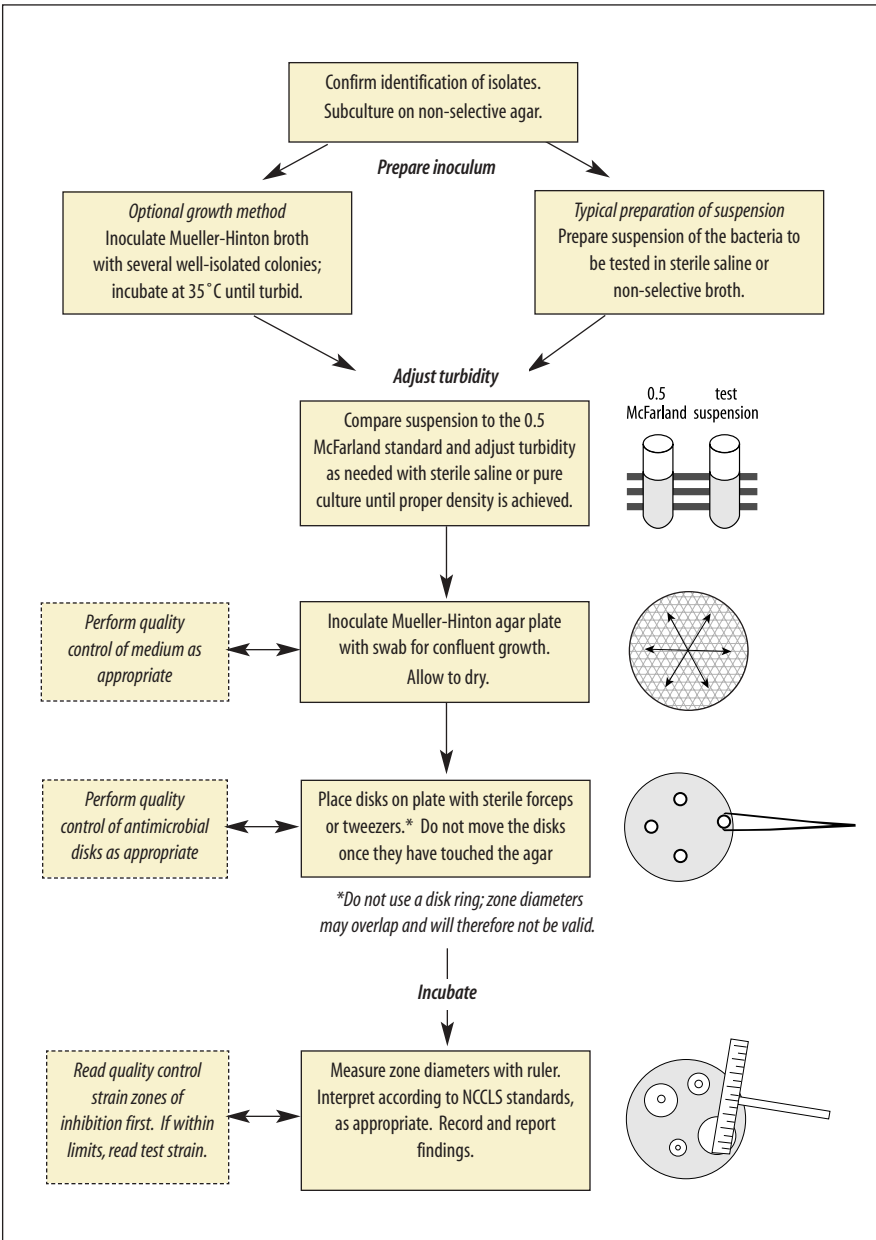 Confirm identification of isolates.
Subculture on non-selective agar.
Prepare inoculum
Optional growth method
Inoculate Mueller-Hinton broth
with several well-isolated colonies;
incubate at 35˚C until turbid.
Typical preparation of suspension
Prepare suspension of the bacteria to
be tested in sterile saline or
non-selective broth.
Adjust turbidity
Compare suspension to the 0.5
McFarland standard and adjust turbidity
as needed with sterile saline or pure
culture until proper density is achieved.
0.5
McFarland
test
suspension
Perform quality
control of medium as
appropriate
Inoculate Mueller-Hinton agar plate
with swab for confluent growth.
Allow to dry.
Perform quality
control of antimicrobial
disks as appropriate
Place disks on plate with sterile forceps
or tweezers.* Do not move the disks
once they have touched the agar
*Do not use a disk ring; zone diameters
may overlap and will therefore not be valid.
Incubate
Read quality control
strain zones of
inhibition first. If within
limits, read test strain.
Measure zone diameters with ruler.
Interpret according to NCCLS standards,
as appropriate. Record and report
findings.